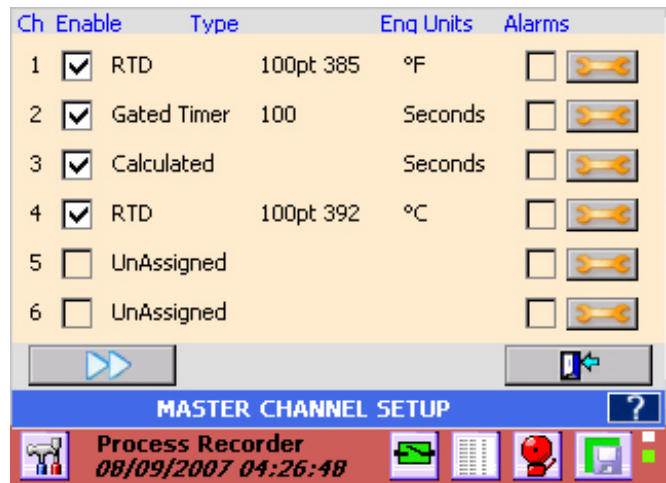 Ch Enable Type Eng Units Alarms
1 RTD 100pt 385 °F
2 Gated Timer 100 Seconds
3 Calculated Seconds
4 RTD 100pt 392 °C
5 UnAssigned
6 UnAssigned
MASTER CHANNEL SETUP ?
Process Recorder
08/09/2007 04:26:48